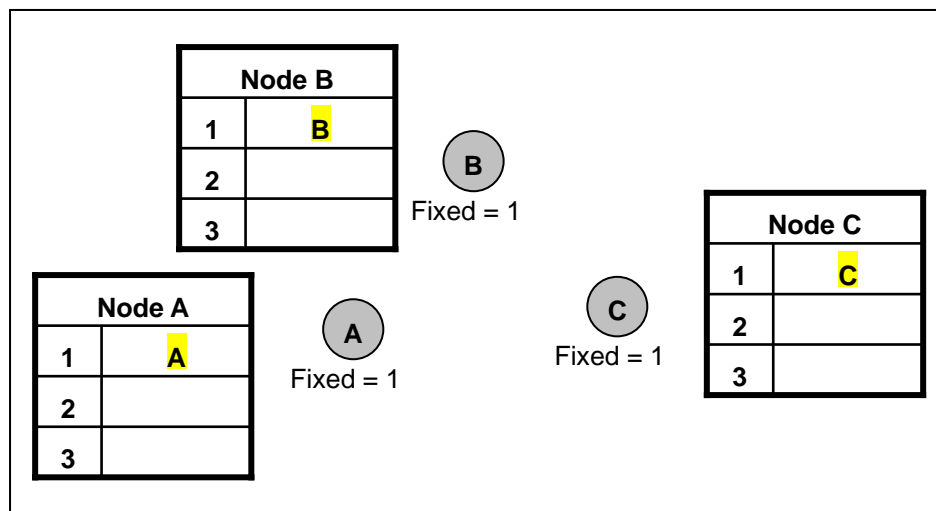 Node B
1 B
2
3
B
Fixed = 1
Node C
1 C
2
3
C
Fixed = 1
Node A
1 A
2
3
A
Fixed = 1